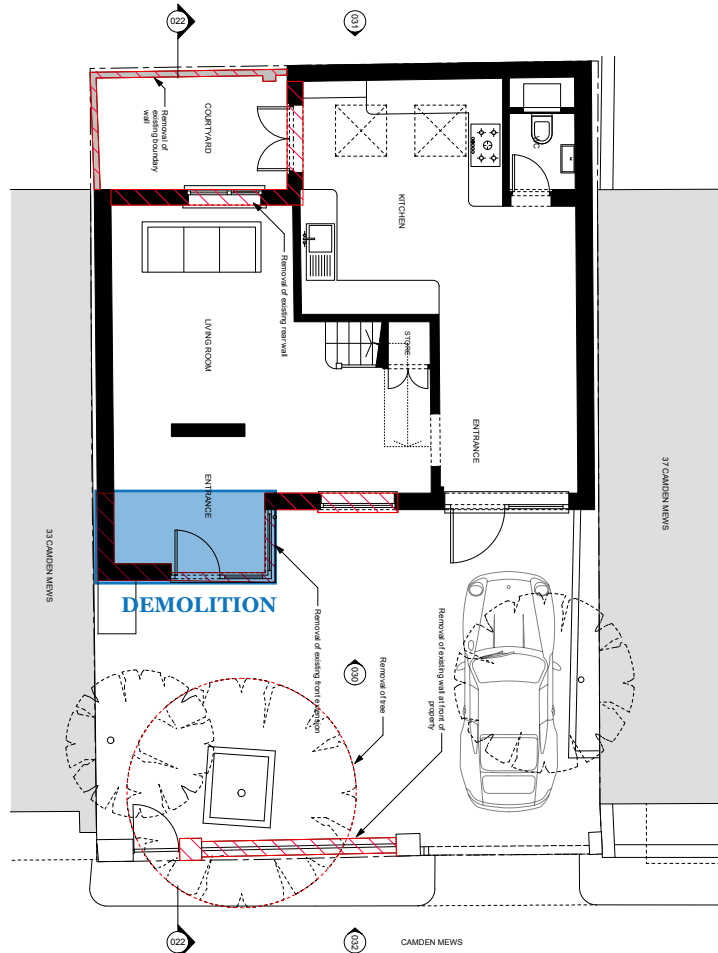 022
031
COURTYARD
Removal of
existing boundary
wall
WC
KITCHEN
Removal of existing rear wall
LIVING ROOM
STORE
ENTRANCE
ENTRANCE
37 CAMDEN MEWS
33 CAMDEN MEWS
DEMOLITION
Removal of existing front extension
Removal of tree
Removal of existing wall at front of
property
030
022
032
CAMDEN MEWS